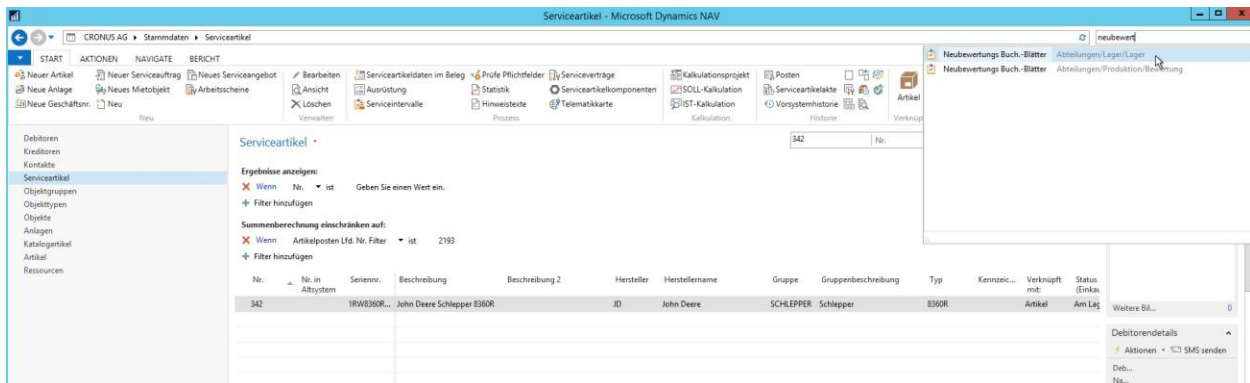 Serviceartikel - Microsoft Dynamics NAV
CRONUS AG ▸ Stammdaten ▸ Serviceartikel
neubewert
START AKTIONEN NAVIGATE BERICHT
Neubewertungs Buch.-Blätter Abteilungen/Lager/Lager
Neubewertungs Buch.-Blätter Abteilungen/Produktion/Bewertung
Neuer Artikel Neuer Serviceauftrag Neues Serviceangebot
Neue Anlage Neues Mietobjekt Arbeitsscheine
Neue Geschäftsnr. Neu
Neu
Bearbeiten
Ansicht
Löschen
Verwalten
Serviceartikeldaten im Beleg Prüfe Pflichtfelder Serviceverträge
Ausrüstung Statistik Serviceartikelkomponenten
Serviceintervalle Hinweistexte Telematikkarte
Prozess
Kalkulationsprojekt
SOLL-Kalkulation
IST-Kalkulation
Kalkulation
Posten
Serviceartikelakte
Vorsystemhistorie
Historie
Artikel
Debitoren
Kreditoren
Kontakte
Serviceartikel
Objektgruppen
Objekttypen
Objekte
Anlagen
Katalogartikel
Artikel
Ressourcen
Serviceartikel
342 Nr.
Ergebnisse anzeigen:
Wenn Nr. ist Geben Sie einen Wert ein.
Filter hinzufügen
Summenberechnung einschränken auf:
Wenn Artikelposten Lfd. Nr. Filter ist 2193
Filter hinzufügen
Nr. Nr. in Altsystem Seriennr. Beschreibung Beschreibung 2 Hersteller Herstellername Gruppe Gruppenbeschreibung Typ Kennzeic... Verknüpft mit: Status
342 1RW8360R... John Deere Schlepper 8360R JD John Deere SCHLEPPER Schlepper 8360R Artikel Am
Weitere Bil... 0
Debitorendetails
Aktionen SMS senden
Deb...